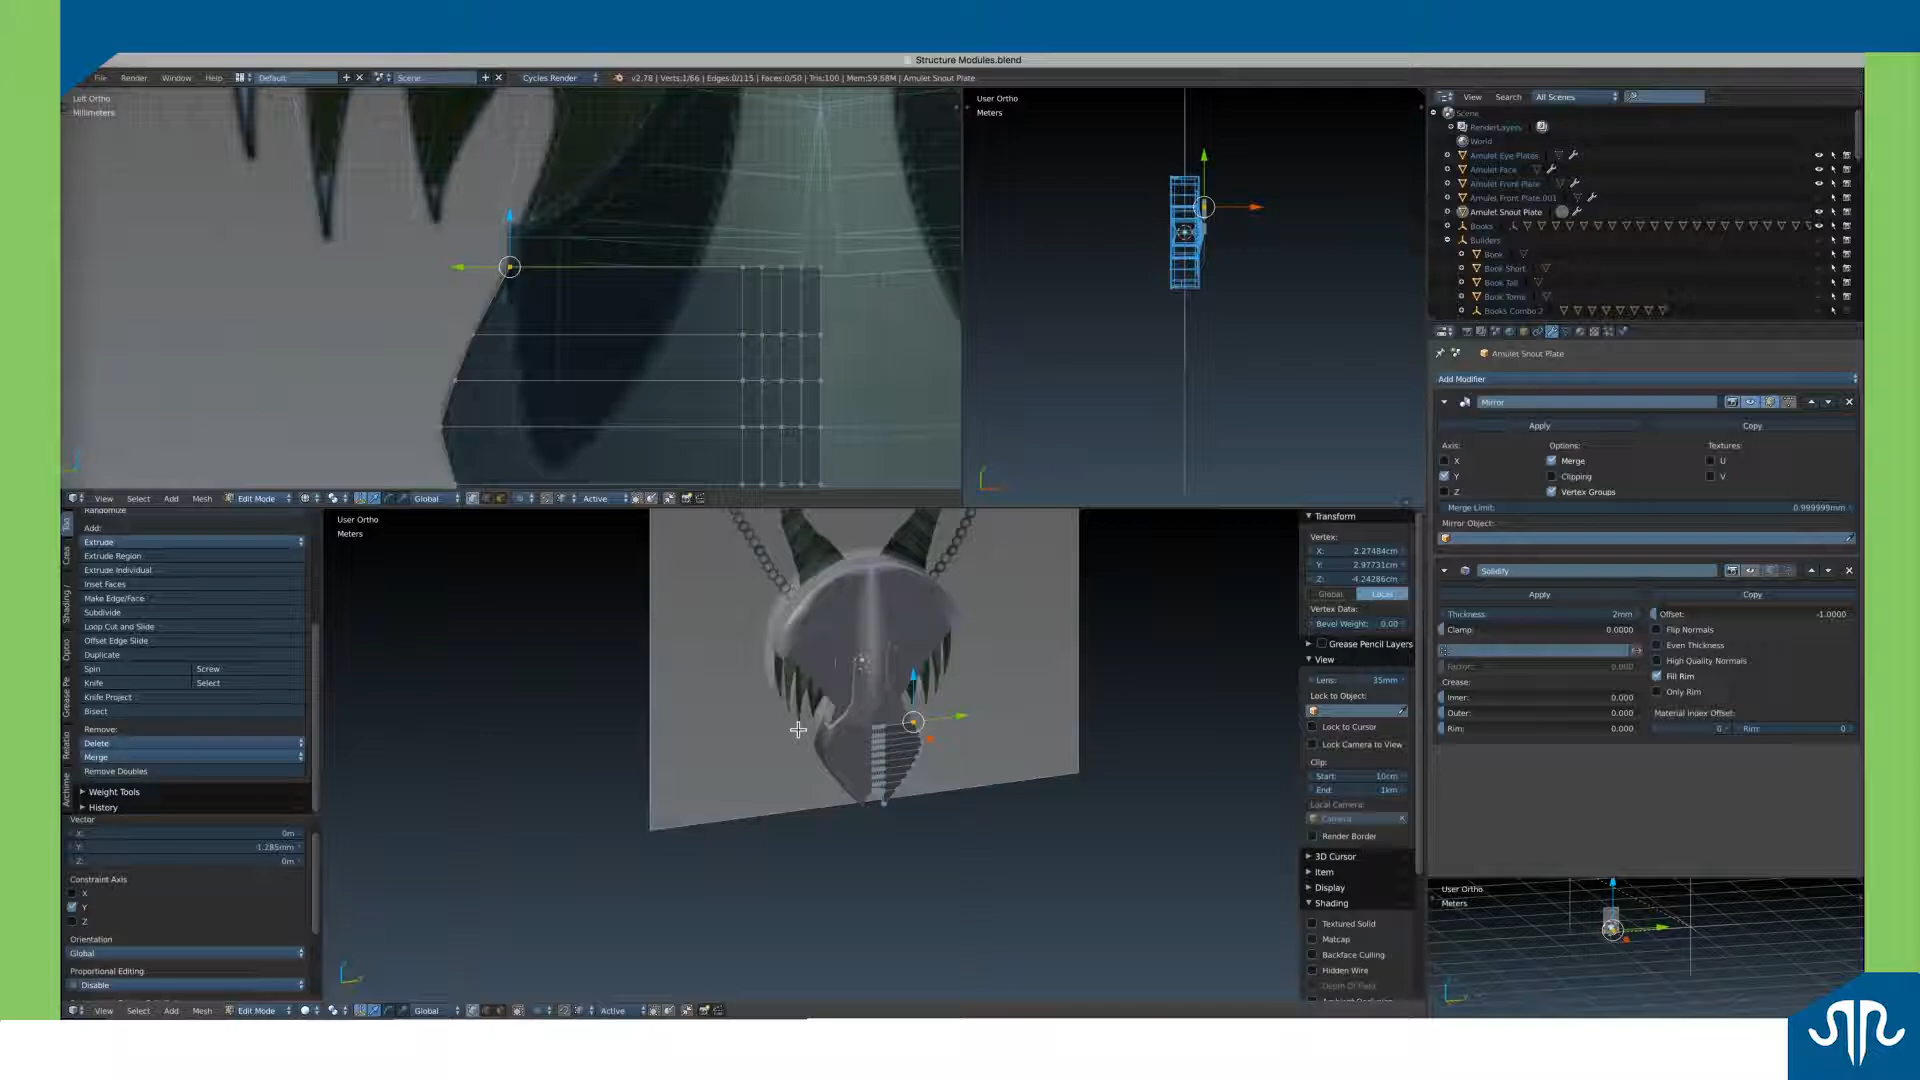 Structure Modules.blend
File Render Window Help Default Scene Cycles Render v2.78 | Verts:1/66 | Edges:0/115 | Faces:0/50 | Tris:100 | Mem:59.68M | Amulet Snout Plate
Left Ortho
Millimeters
User Ortho
Meters
View Search All Scenes
Scene
RenderLayers
World
Amulet Eye Plates
Amulet Face
Amulet Front Plate
Amulet Front Plate.001
Amulet Snout Plate
Books
Builders
Bone
Book Short
Book Tall
Book Tome
Books Combo 2
Amulet Snout Plate
Add Modifier
Mirror
Apply Copy
Axis: Options: Textures:
X Merge U
Y Clipping V
Z Vertex Groups
Merge Limit: 0.999999mm
Mirror Object:
Solidify
Apply Copy
Thickness: 2mm Offset: -1.0000
Clamp: 0.0000 Flip Normals
Even Thickness
Factor: 0.000 High Quality Normals
Crease: Fill Rim
Inner: 0.000 Only Rim
Outer: 0.000 Material Index Offset:
Rim: 0.000 0 Rim: 0
View Select Add Mesh Edit Mode Global Active
Randomize
Add:
Extrude
Extrude Region
Extrude Individual
Inset Faces
Make Edge/Face
Subdivide
Loop Cut and Slide
Offset Edge Slide
Duplicate
Spin Screw
Knife Select
Knife Project
Bisect
Remove:
Delete
Merge
Remove Doubles
Weight Tools
History
Vector
X: 0m
Y: 1.285mm
Z: 0m
Constraint Axis
X
Y
Z
Orientation
Global
Proportional Editing
Disable
User Ortho
Meters
Transform
Vertex:
X: 2.27484cm
Y: 2.97731cm
Z: -4.24286cm
Global Local
Vertex Data:
Bevel Weight: 0.00
Grease Pencil Layers
View
Lens: 35mm
Lock to Object:
Lock to Cursor
Lock Camera to View
Clip:
Start: 10cm
End: 1km
Local Camera:
Camera
Render Border
3D Cursor
Item
Display
Shading
Textured Solid
Matcap
Backface Culling
Hidden Wire
Depth Of Field
User Ortho
Meters
View Select Add Mesh Edit Mode Global Active